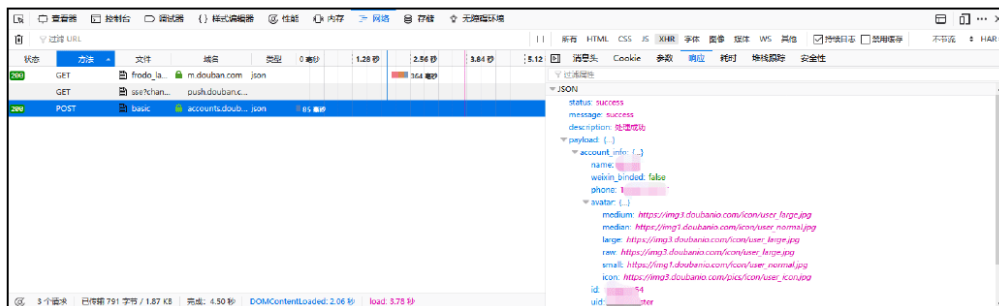 查看器 控制台 调试器 {} 样式编辑器 性能 内存 网络 存储 无障碍环境
过滤 URL 所有 HTML CSS JS XHR 字体 图像 媒体 WS 其他 持续日志 禁用缓存 不节流 HAR
状态 方法 文件 域名 类型 0 毫秒 1.28 秒 2.56 秒 3.84 秒 5.12 消息头 Cookie 参数 响应 耗时 堆栈跟踪 安全性
200 GET frodo_la... m.douban.com json 364 毫秒
过滤属性
GET sse?chan... push.douban.c...
JSON
200 POST basic accounts.doub... json 85 毫秒
status: success
message: success
description: 处理成功
payload: {…}
account_info: {…}
name:
weixin_binded: false
phone: 1
avatar: {…}
medium: https://img3.doubanio.com/icon/user_large.jpg
median: https://img1.doubanio.com/icon/user_normal.jpg
large: https://img3.doubanio.com/icon/user_large.jpg
raw: https://img3.doubanio.com/icon/user_large.jpg
small: https://img1.doubanio.com/icon/user_normal.jpg
icon: https://img3.doubanio.com/pics/icon/user_icon.jpg
id: 54
uid: ster
3 个请求 已传输 791 字节 / 1.87 KB 完成: 4.50 秒 DOMContentLoaded: 2.06 秒 load: 3.78 秒